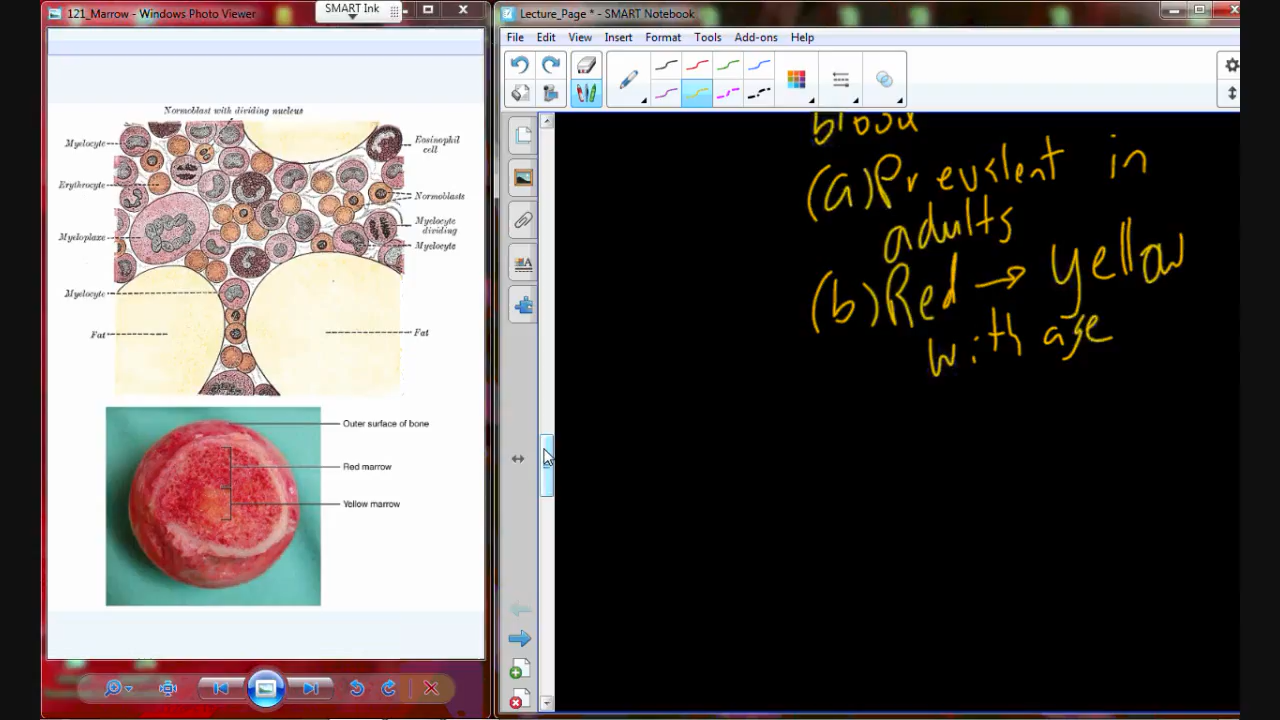 121_Marrow - Windows Photo Viewer
SMART Ink
Normoblast with dividing nucleus
Myelocyte
Erythrocyte
Myeloplaxe
Myelocyte
Fat
Eosinophil
cell
Normoblasts
Myelocyte
dividing
Myelocyte
Fat
Outer surface of bone
Red marrow
Yellow marrow
Lecture_Page * - SMART Notebook
File Edit View Insert Format Tools Add-ons Help
blood
(a) Prevalent in
adults
(b) Red → yellow
with age